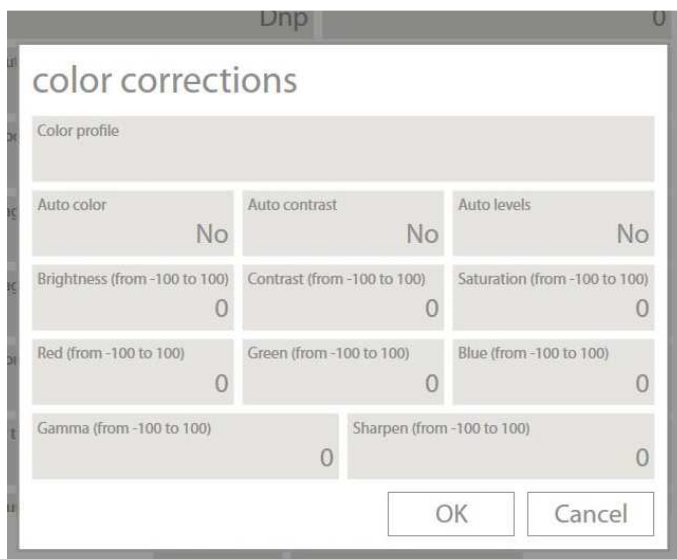 Dnp 0
color corrections
Color profile
Auto color Auto contrast Auto levels
No No No
Brightness (from -100 to 100) Contrast (from -100 to 100) Saturation (from -100 to 100)
0 0 0
Red (from -100 to 100) Green (from -100 to 100) Blue (from -100 to 100)
0 0 0
Gamma (from -100 to 100) Sharpen (from -100 to 100)
0 0
OK Cancel